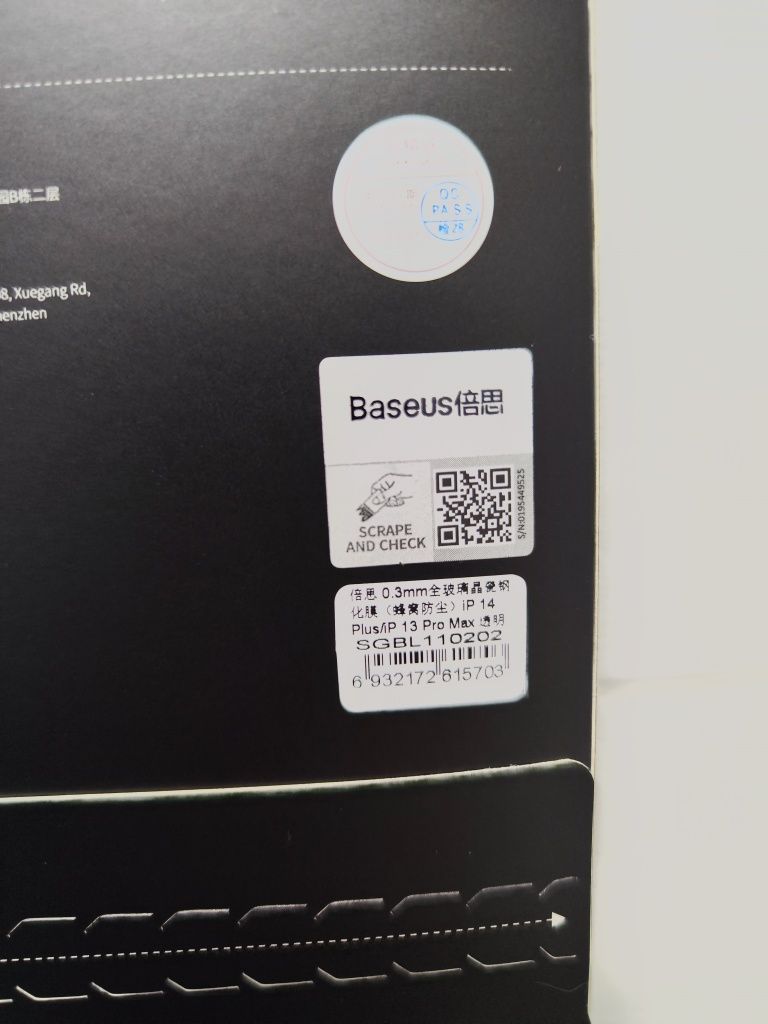 园B栋二层
8, Xuegang Rd,
enzhen
QC
PASS
28
Baseus倍思
SCRAPE
AND CHECK
S/N:0195449525
倍思 0.3mm全玻璃晶瓷钢
化膜（蜂窝防尘）iP 14
Plus/iP 13 Pro Max 透明
SGBL110202
6 932172 615703